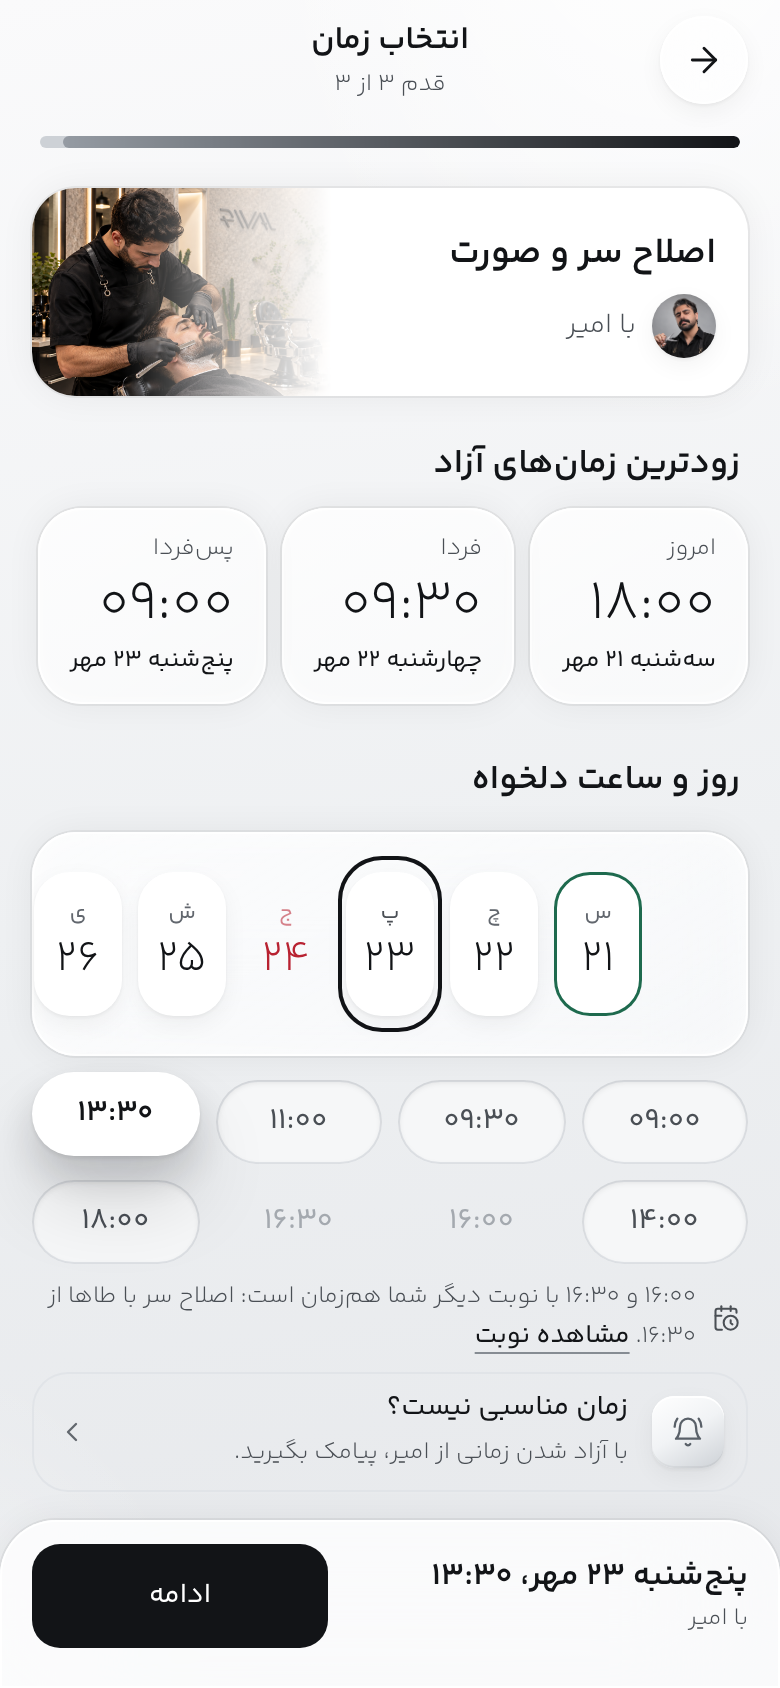 انتخاب زمان
قدم ۳ از ۳
اصلاح سر و صورت
با امیر
زودترین زمان‌های آزاد
امروز
۱۸:۰۰
سه‌شنبه ۲۱ مهر
فردا
۰۹:۳۰
چهارشنبه ۲۲ مهر
پس‌فردا
۰۹:۰۰
پنج‌شنبه ۲۳ مهر
روز و ساعت دلخواه
س
۲۱
چ
۲۲
پ
۲۳
ج
۲۴
ش
۲۵
ی
۲۶
۰۹:۰۰
۰۹:۳۰
۱۱:۰۰
۱۳:۳۰
۱۴:۰۰
۱۶:۰۰
۱۶:۳۰
۱۸:۰۰
۱۶:۰۰ و ۱۶:۳۰ با نوبت دیگر شما هم‌زمان است: اصلاح سر با طاها از
۱۶:۳۰. مشاهده نوبت
زمان مناسبی نیست؟
با آزاد شدن زمانی از امیر، پیامک بگیرید.
پنج‌شنبه ۲۳ مهر، ۱۳:۳۰
با امیر
ادامه